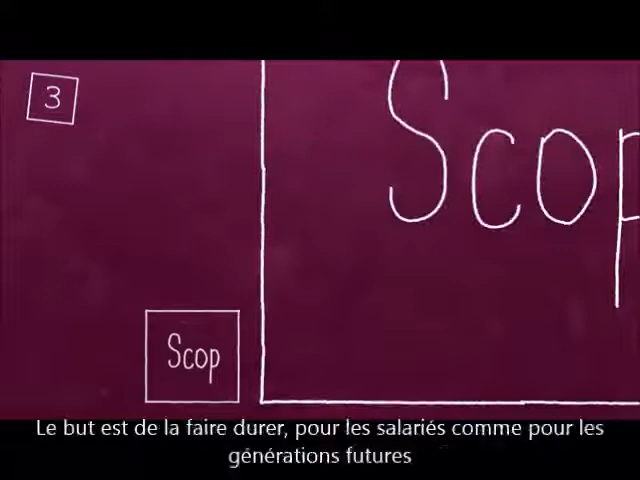 3
Scop
Scop
Le but est de la faire durer, pour les salariés comme pour les
générations futures